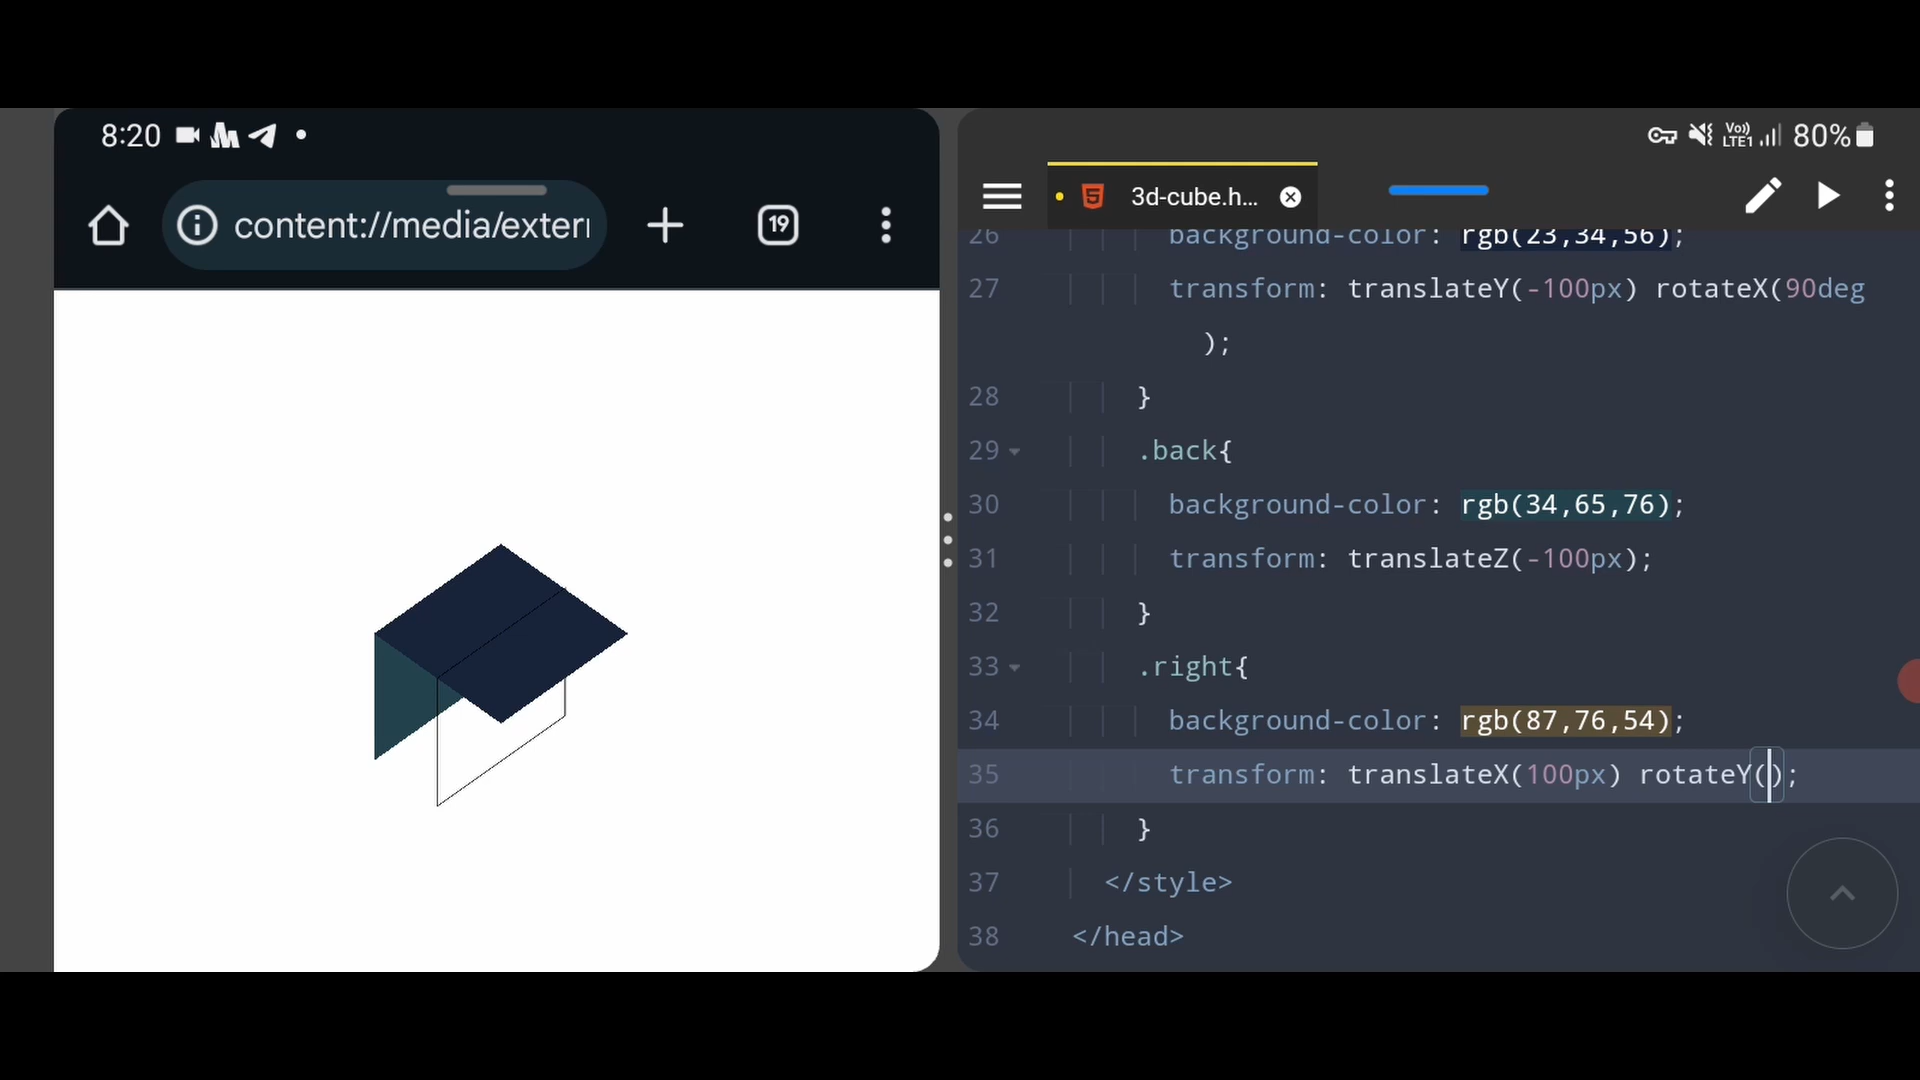 8:20
content://media/exter
19
Vo))
LTE1
80%
3d-cube.h...
26 background-color: rgb(23,34,56);
27 transform: translateY(-100px) rotateX(90deg
);
28 }
29 .back{
30 background-color: rgb(34,65,76);
31 transform: translateZ(-100px);
32 }
33 .right{
34 background-color: rgb(87,76,54);
35 transform: translateX(100px) rotateY();
36 }
37 </style>
38 </head>